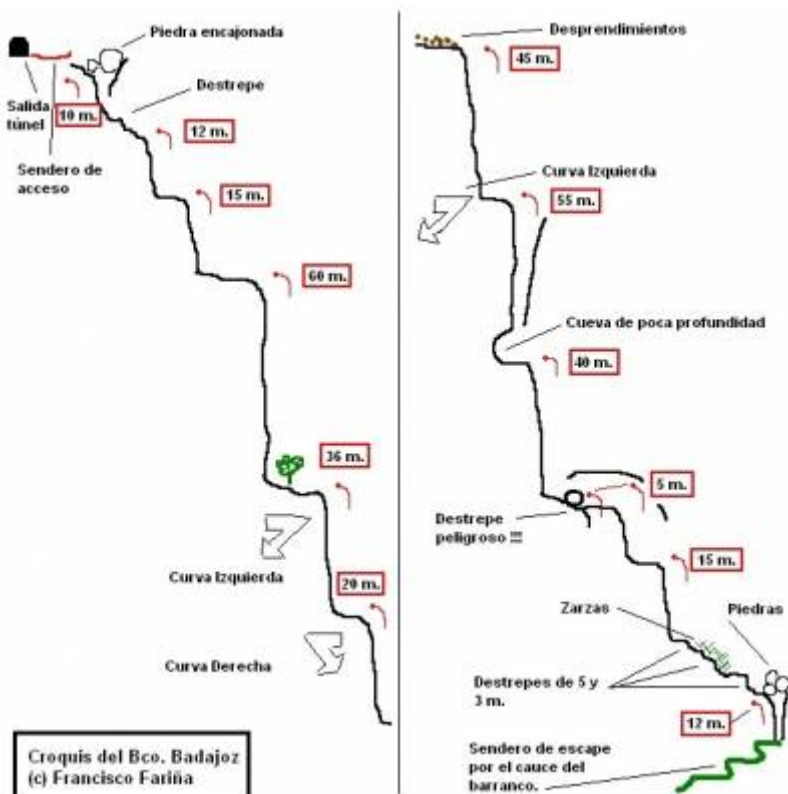 Piedra encajonada
Destrepe
Salida
túnel
10 m.
12 m.
Sendero de
acceso
15 m.
60 m.
36 m.
Curva Izquierda
20 m.
Curva Derecha
Croquis del Bco. Badajoz
(c) Francisco Fariña
Desprendimientos
45 m.
Curva Izquierda
55 m.
Cueva de poca profundidad
40 m.
5 m.
Destrepe
peligroso !!!
15 m.
Zarzas
Piedras
Destrepes de 5 y
3 m.
12 m.
Sendero de escape
por el cauce del
barranco.